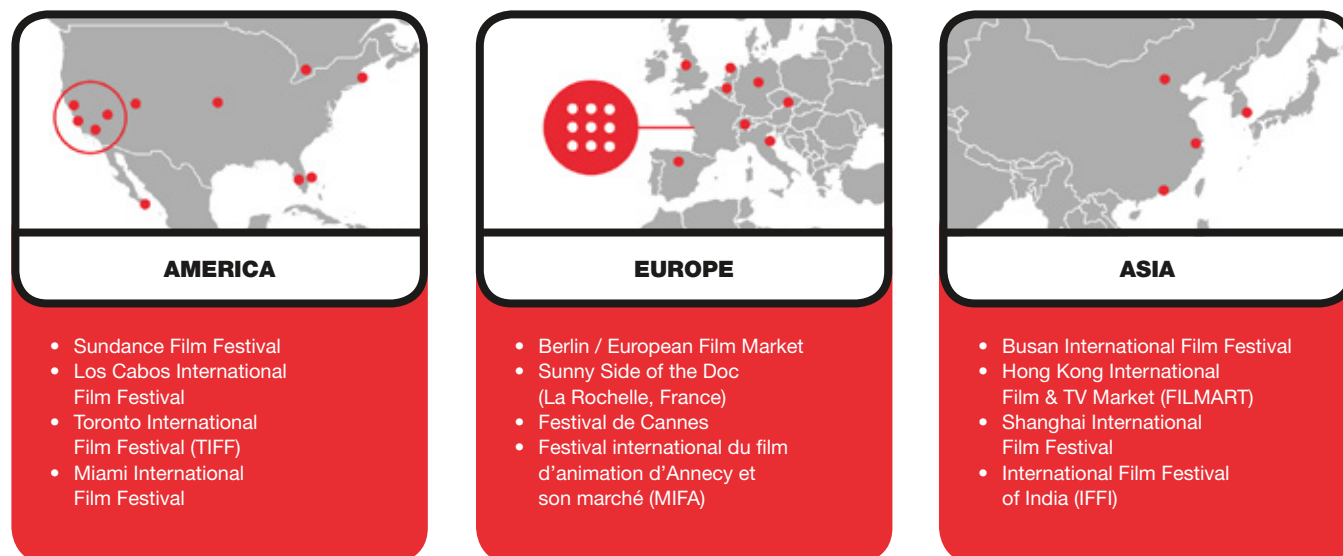 AMERICA
• Sundance Film Festival
• Los Cabos International
Film Festival
• Toronto International
Film Festival (TIFF)
• Miami International
Film Festival
EUROPE
• Berlin / European Film Market
• Sunny Side of the Doc
(La Rochelle, France)
• Festival de Cannes
• Festival international du film
d’animation d’Annecy et
son marché (MIFA)
ASIA
• Busan International Film Festival
• Hong Kong International
Film & TV Market (FILMART)
• Shanghai International
Film Festival
• International Film Festival
of India (IFFI)